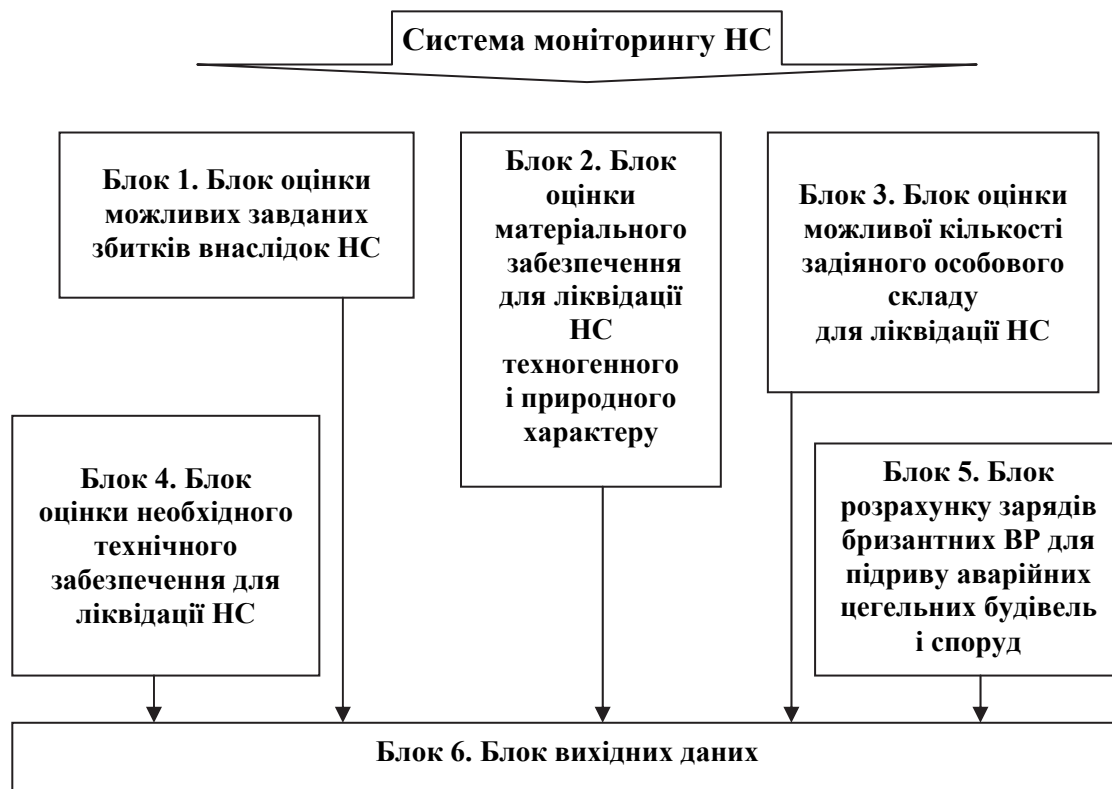 Система моніторингу НС
Блок 1. Блок оцінки
можливих завданих
збитків внаслідок НС
Блок 2. Блок
оцінки
матеріального
забезпечення
для ліквідації
НС
техногенного
і природного
характеру
Блок 3. Блок оцінки
можливої кількості
задіяного особового
складу
для ліквідації НС
Блок 4. Блок
оцінки необхідного
технічного
забезпечення для
ліквідації НС
Блок 5. Блок
розрахунку зарядів
бризантних ВР для
підриву аварійних
цегельних будівель
і споруд
Блок 6. Блок вихідних даних